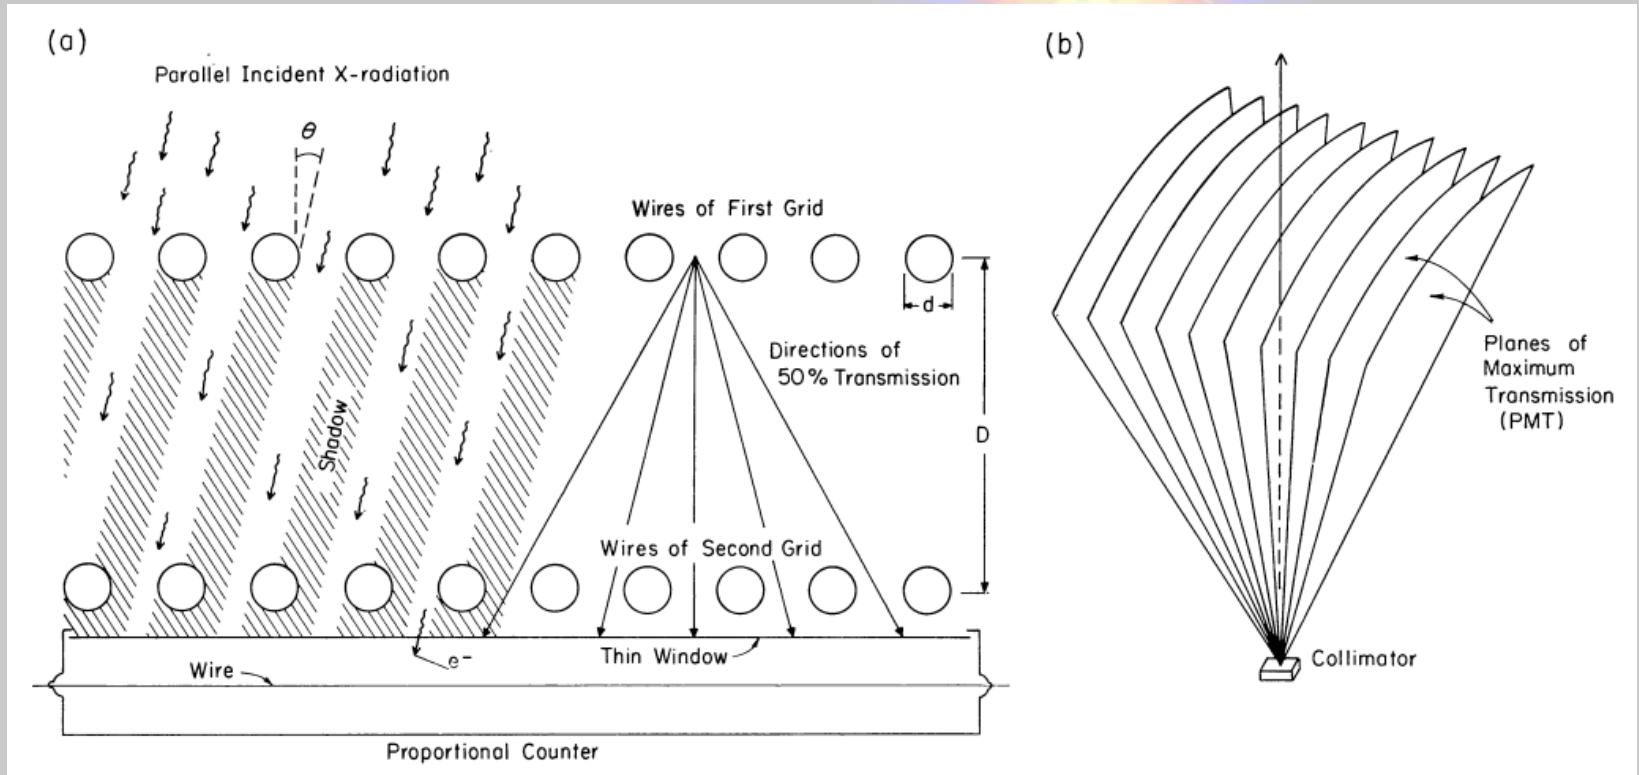 (a)
Parallel Incident X-radiation
θ
Wires of First Grid
d
Directions of
50% Transmission
D
Shadow
Wires of Second Grid
e-
Thin Window
Wire
Proportional Counter
(b)
Planes of
Maximum
Transmission
(PMT)
Collimator